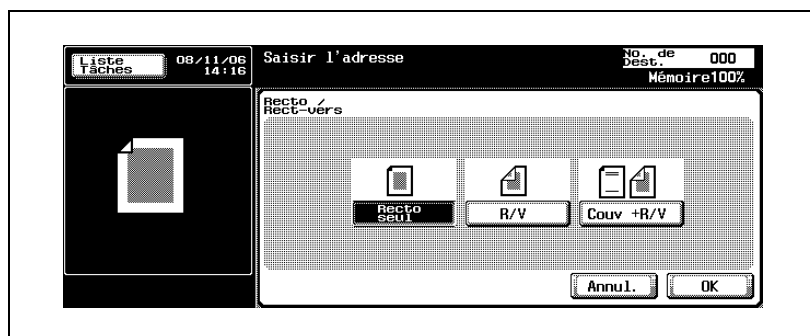 Liste
Tâches
08/11/06
14:16
Saisir l'adresse
No. de
Dest.
000
Mémoire100%
Recto /
Rect-vers
Recto
seul
R/V
Couv +R/V
Annul.
OK